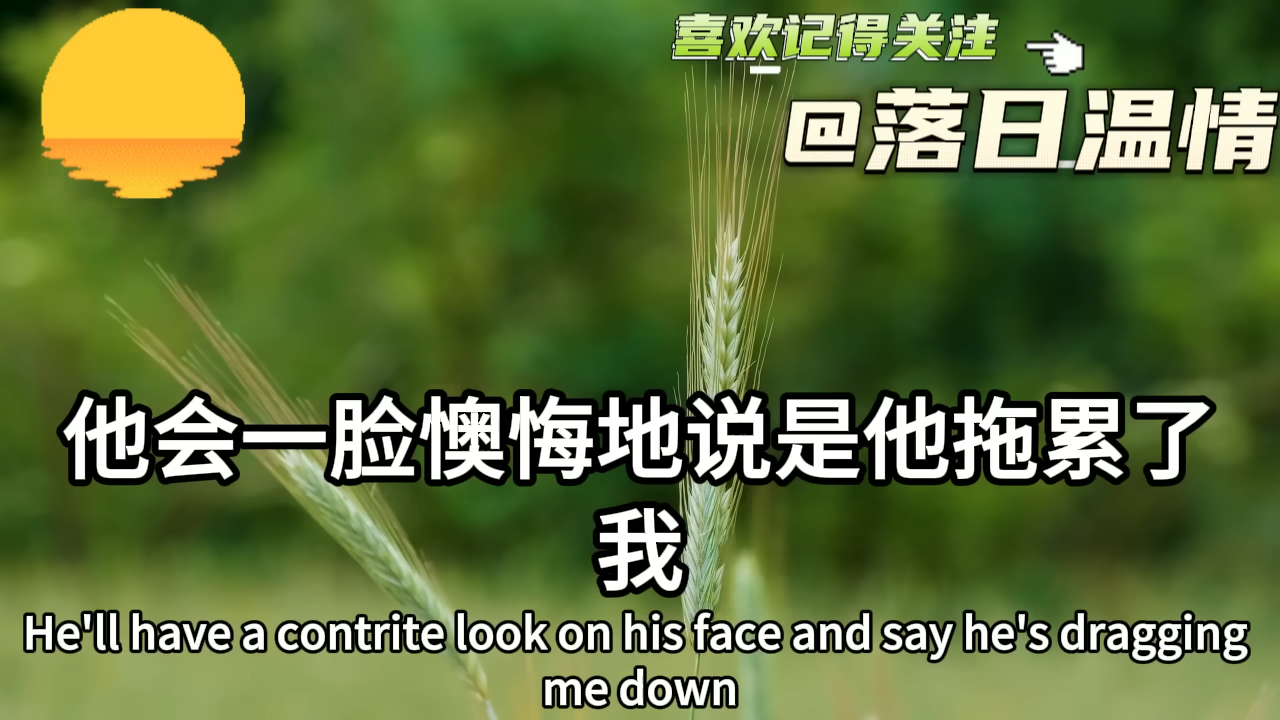 喜欢记得关注
@落日温情
他会一脸懊悔地说是他拖累了
我
He'll have a contrite look on his face and say he's dragging
me down